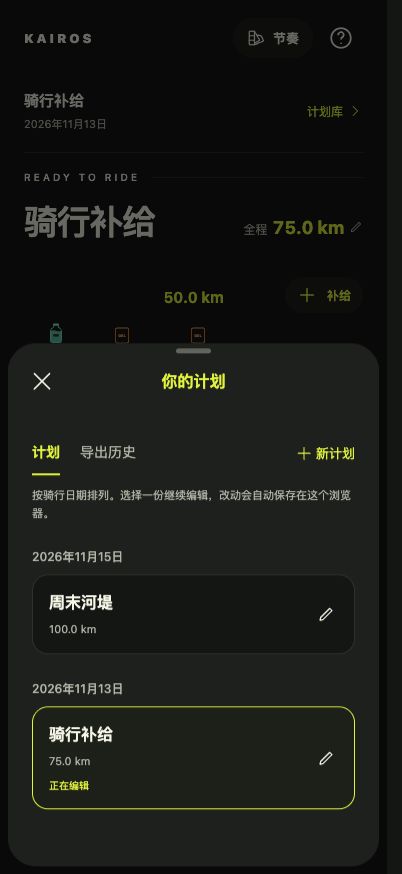 KAIROS
节奏
骑行补给
2026年11月13日
计划库
READY TO RIDE
骑行补给
全程 75.0 km
50.0 km
补给
你的计划
计划
导出历史
新计划
按骑行日期排列。选择一份继续编辑，改动会自动保存在这个浏览
器。
2026年11月15日
周末河堤
100.0 km
2026年11月13日
骑行补给
75.0 km
正在编辑